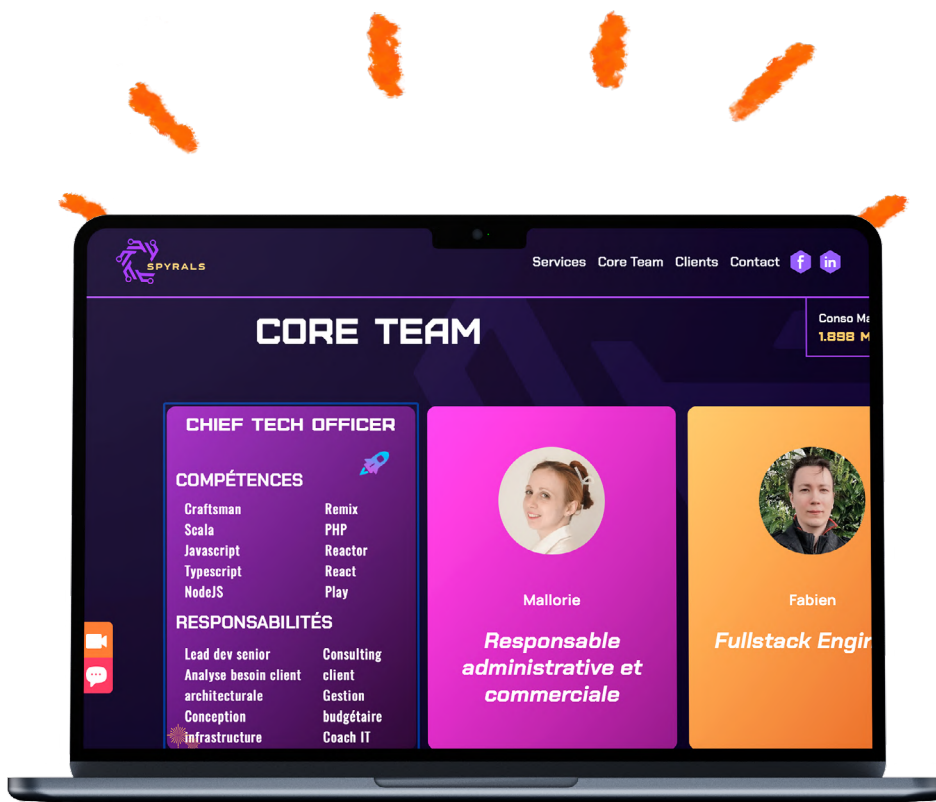 SPYRALS
Services Core Team Clients Contact f in
CORE TEAM
Conso Ma
1.898 M
CHIEF TECH OFFICER
COMPÉTENCES
Craftsman Remix
Scala PHP
Javascript Reactor
Typescript React
NodeJS Play
RESPONSABILITÉS
Lead dev senior Consulting
Analyse besoin client client
architecturale Gestion
Conception budgétaire
infrastructure Coach IT
Mallorie
Responsable
administrative et
commerciale
Fabien
Fullstack Engin